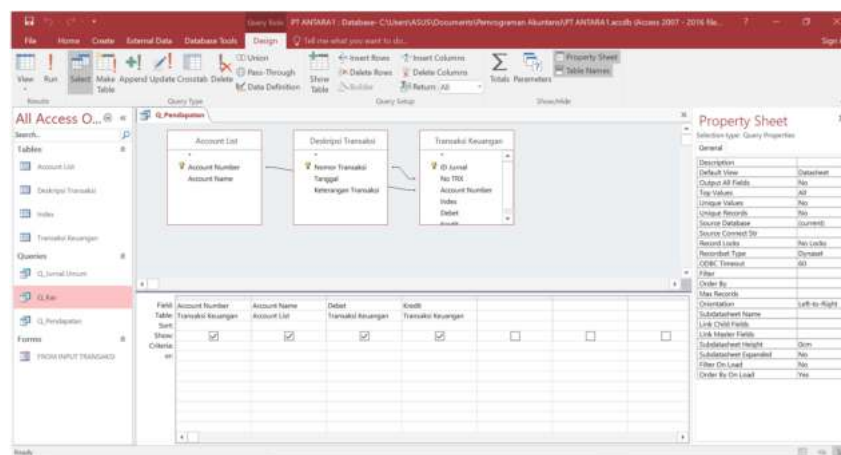 Query Tools PT ANTARA1 : Database- C:\Users\ASUS\Documents\Pemrograman Akuntansi\PT ANTARA1.accdb (Access 2007 - 2016 file...
File Home Create External Data Database Tools Design Tell me what you want to do... Sign in
View Run Select Make Table Append Update Crosstab Delete
Union
Pass-Through
Data Definition
Show Table
Insert Rows
Delete Rows
Builder
Insert Columns
Delete Columns
Return: All
Totals Parameters
Property Sheet
Table Names
Results Query Type Query Setup Show/Hide
All Access O...
Search...
Tables
Account List
Deskripsi Transaksi
Index
Transaksi Keuangan
Queries
Q_Jurnal Umum
Q_Kas
Q_Pendapatan
Forms
FROM INPUT TRANSAKSI
Q_Pendapatan
Account List
*
Account Number
Account Name
Deskripsi Transaksi
*
Nomor Transaksi
Tanggal
Keterangan Transaksi
Transaksi Keuangan
*
ID Jurnal
No TRX
Account Number
Index
Debet
Kredit
Field: Account Number Account Name Debet Kredit
Table: Transaksi Keuangan Account List Transaksi Keuangan Transaksi Keuangan
Sort:
Show:
Criteria:
or:
Property Sheet
Selection type: Query Properties
General
Description
Default View Datasheet
Output All Fields No
Top Values All
Unique Values No
Unique Records No
Source Database (current)
Source Connect Str
Record Locks No Locks
Recordset Type Dynaset
ODBC Timeout 60
Filter
Order By
Max Records
Orientation Left-to-Right
Subdatasheet Name
Link Child Fields
Link Master Fields
Subdatasheet Height 0cm
Subdatasheet Expanded No
Filter On Load No
Order By On Load Yes
Ready